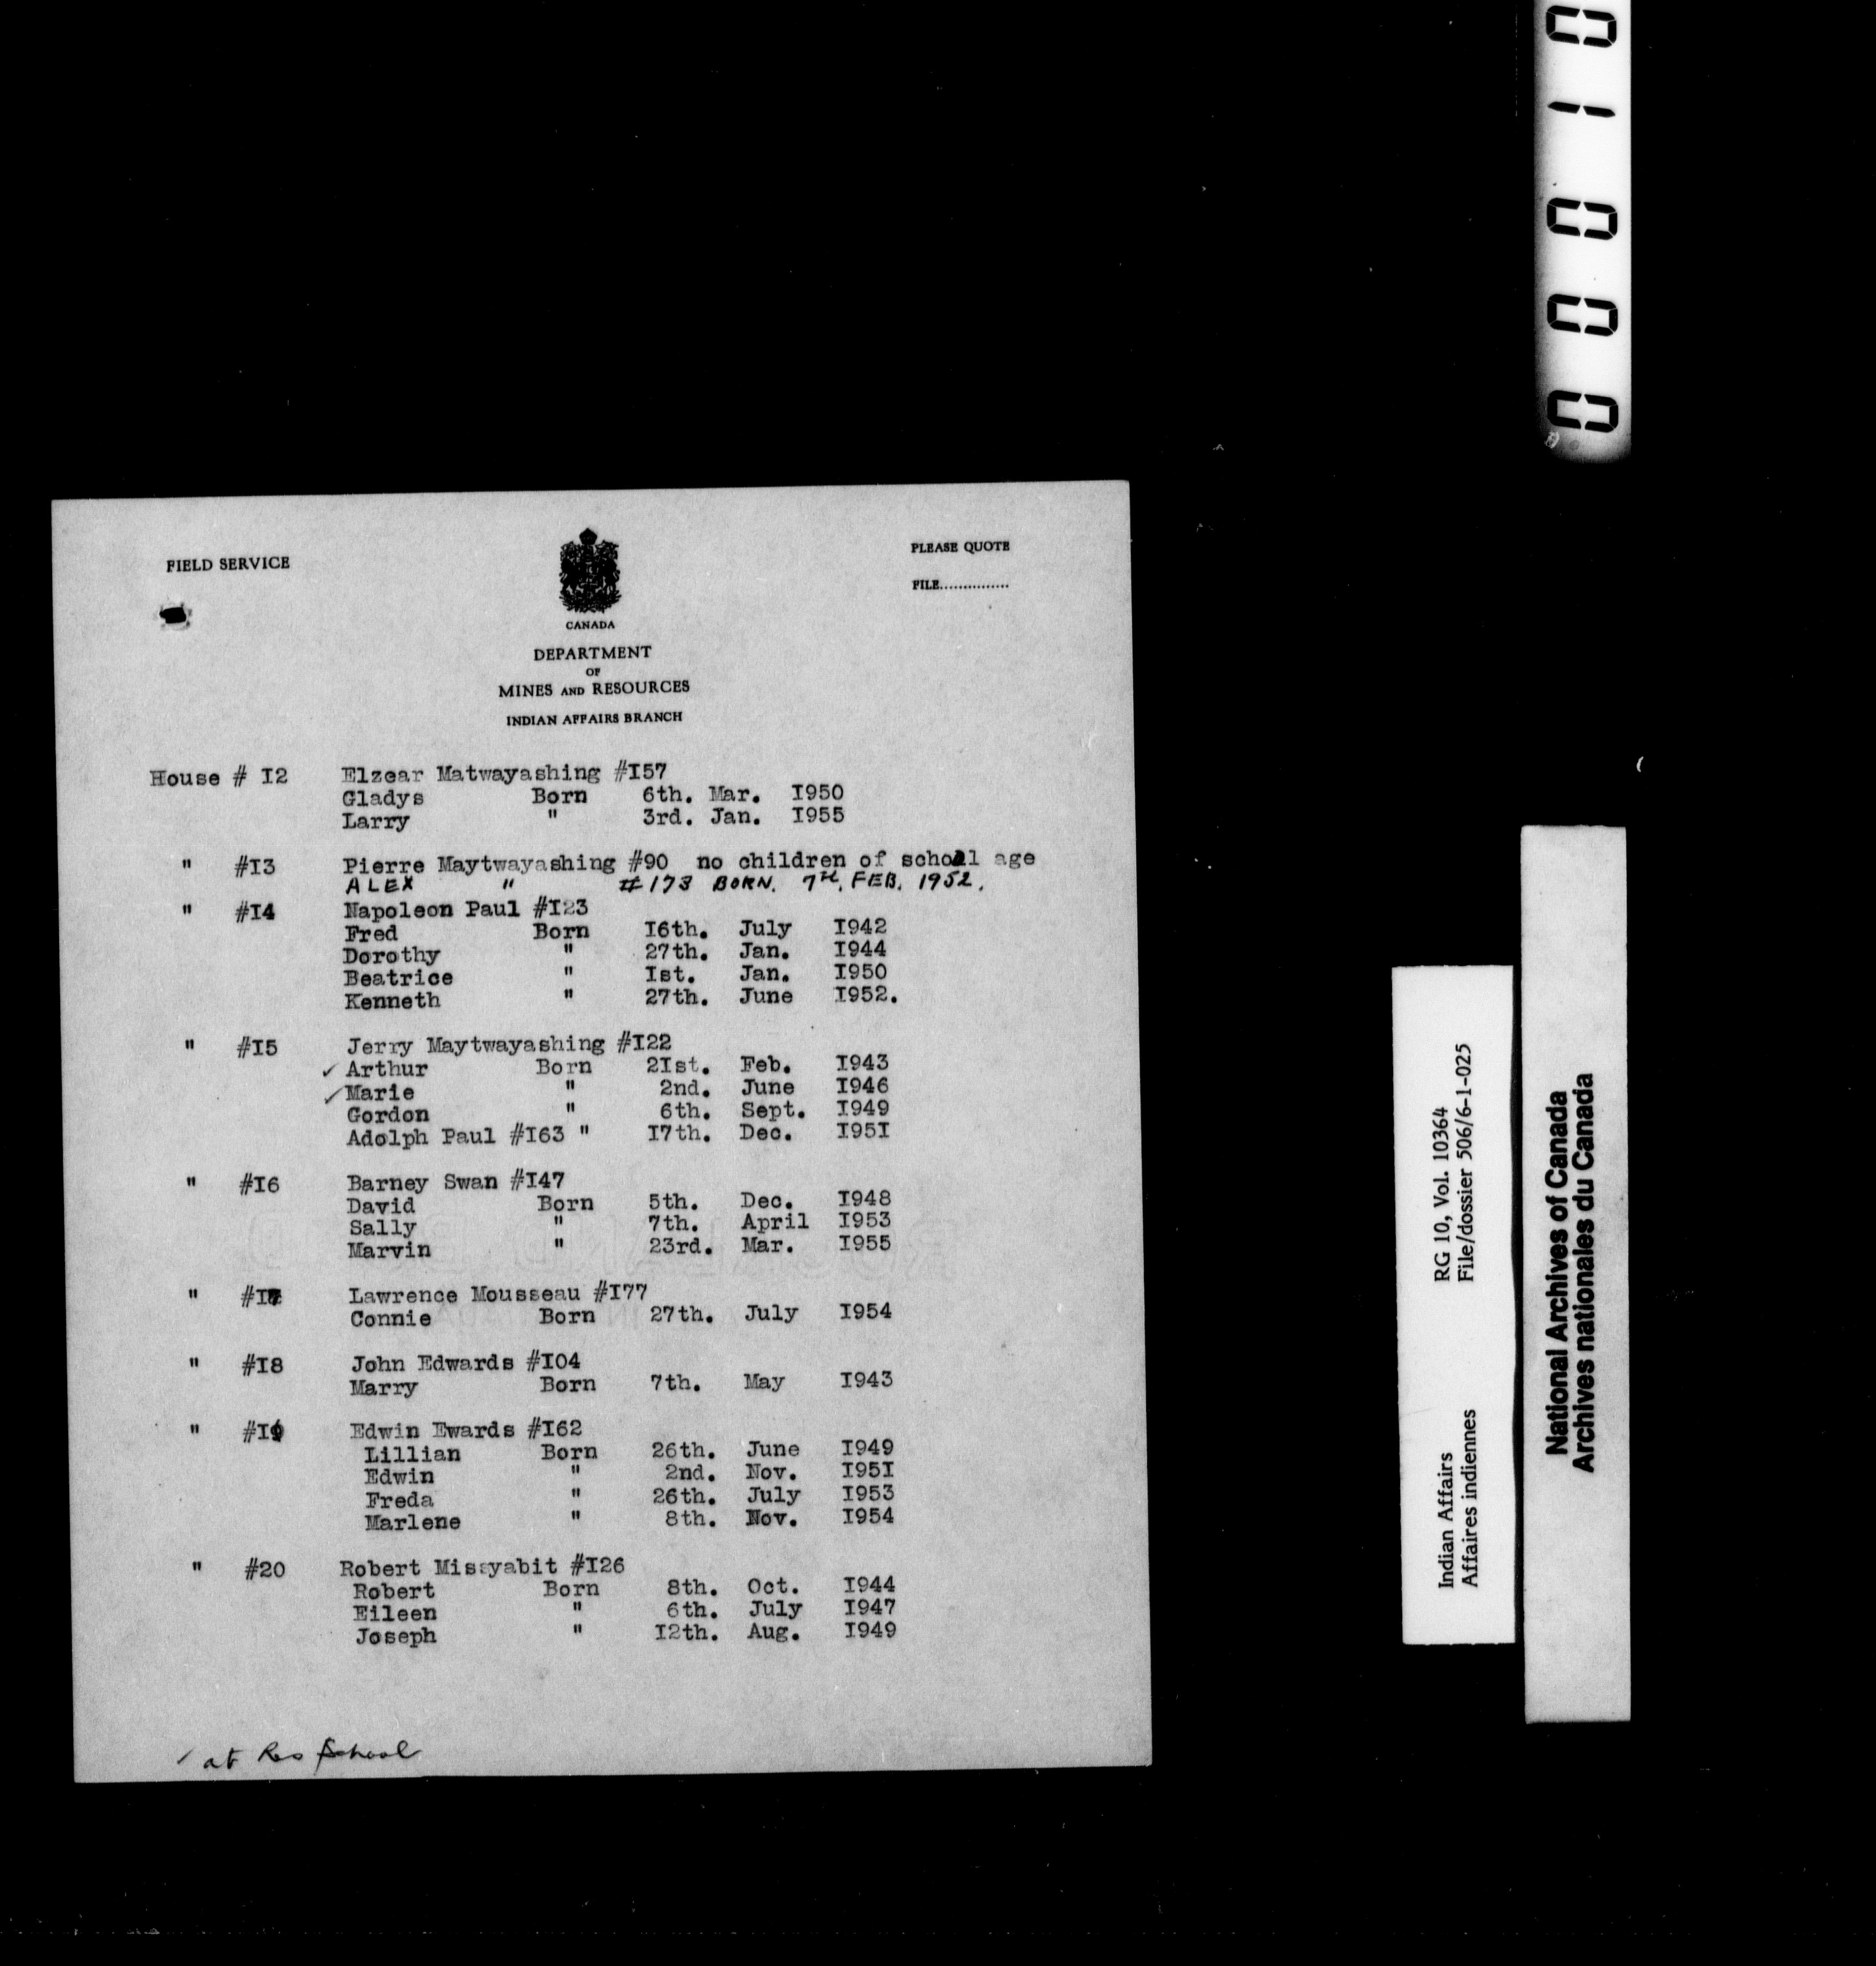 FIELD SERVICE
PLEASE QUOTE
FILE...............
CANADA
DEPARTMENT
OF
MINES AND RESOURCES
INDIAN AFFAIRS BRANCH
House # I2 Elzear Matwayashing #I57
Gladys Born 6th. Mar. I950
Larry " 3rd. Jan. I955
" #I3 Pierre Maytwayashing #90 no children of school age
ALEX " #173 BORN. 7TH. FEB. 1952.
" #I4 Napoleon Paul #I23
Fred Born I6th. July I942
Dorothy " 27th. Jan. I944
Beatrice " Ist. Jan. I950
Kenneth " 27th. June I952.
" #I5 Jerry Maytwayashing #I22
✓ Arthur Born 2Ist. Feb. I943
✓ Marie " 2nd. June I946
Gordon " 6th. Sept. I949
Adolph Paul #I63 " I7th. Dec. I95I
" #I6 Barney Swan #I47
David Born 5th. Dec. I948
Sally " 7th. April I953
Marvin " 23rd. Mar. I955
" #I7 Lawrence Mousseau #I77
Connie Born 27th. July I954
" #I8 John Edwards #I04
Marry Born 7th. May I943
" #I9 Edwin Ewards #I62
Lillian Born 26th. June I949
Edwin " 2nd. Nov. I95I
Freda " 26th. July I953
Marlene " 8th. Nov. I954
" #20 Robert Missyabit #I26
Robert Born 8th. Oct. I944
Eileen " 6th. July I947
Joseph " I2th. Aug. I949
✓ at Res School
00010
Indian Affairs RG 10, Vol. 10364
Affaires indiennes File/dossier 506/6-1-025
National Archives of Canada
Archives nationales du Canada